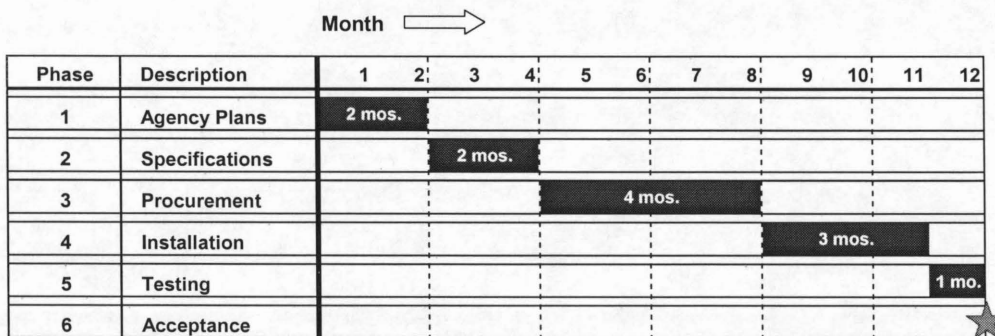 Month
Phase Description 1 2 3 4 5 6 7 8 9 10 11 12
1 Agency Plans 2 mos.
2 Specifications 2 mos.
3 Procurement 4 mos.
4 Installation 3 mos.
5 Testing 1 mo.
6 Acceptance